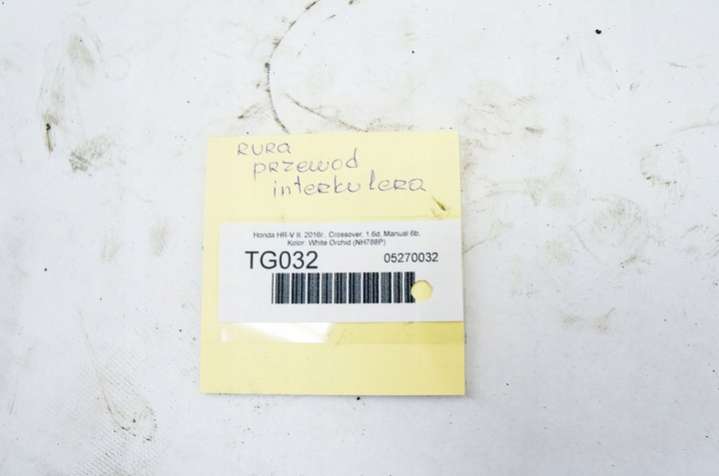 RURA
przewod
interkulera
Honda HR-V II, 2016r., Crossover, 1.6d, Manual 6b,
Kolor: White Orchid (NH788P)
TG032 05270032